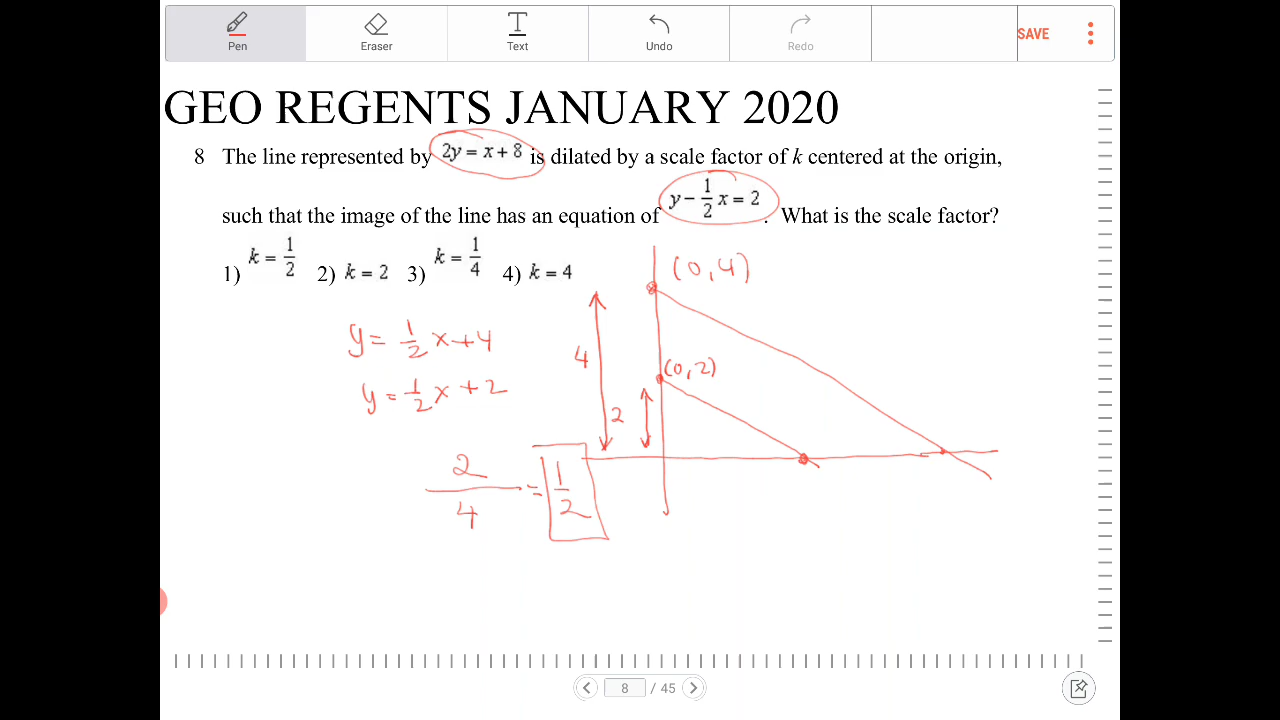 Pen Eraser Text Undo Redo SAVE
GEO REGENTS JANUARY 2020
8 The line represented by 2y = x + 8 is dilated by a scale factor of k centered at the origin,
such that the image of the line has an equation of y - 1/2 x = 2. What is the scale factor?
1) k = 1/2 2) k = 2 3) k = 1/4 4) k = 4
(0,4)
y = 1/2 x + 4
4
(0,2)
y = 1/2 x + 2
2
2/4 = 1/2
8 / 45